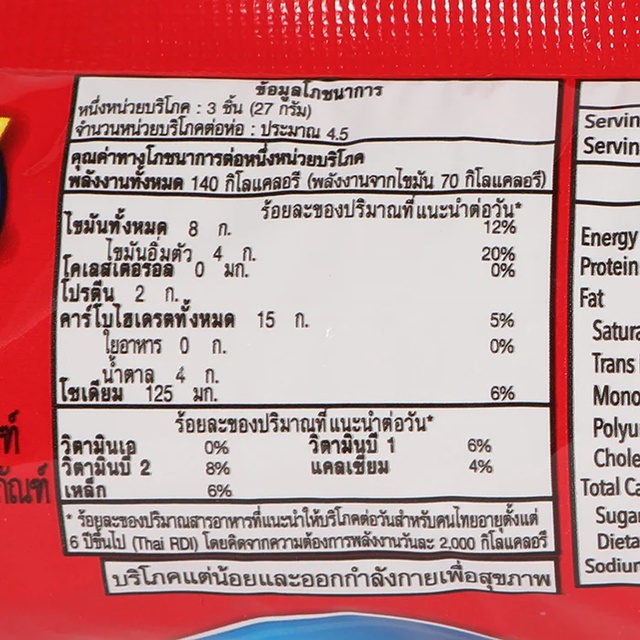 ข้อมูลโภชนาการ
หนึ่งหน่วยบริโภค : 3 ชิ้น (27 กรัม)
จำนวนหน่วยบริโภคต่อห่อ : ประมาณ 4.5
คุณค่าทางโภชนาการต่อหนึ่งหน่วยบริโภค
พลังงานทั้งหมด 140 กิโลแคลอรี (พลังงานจากไขมัน 70 กิโลแคลอรี)
ร้อยละของปริมาณที่แนะนำต่อวัน*
ไขมันทั้งหมด 8 ก. 12%
ไขมันอิ่มตัว 4 ก. 20%
โคเลสเตอรอล 0 มก. 0%
โปรตีน 2 ก.
คาร์โบไฮเดรตทั้งหมด 15 ก. 5%
ใยอาหาร 0 ก. 0%
น้ำตาล 4 ก.
โซเดียม 125 มก. 6%
ร้อยละของปริมาณที่แนะนำต่อวัน*
วิตามินเอ 0% วิตามินบี 1 6%
วิตามินบี 2 8% แคลเซียม 4%
เหล็ก 6%
* ร้อยละของปริมาณสารอาหารที่แนะนำให้บริโภคต่อวันสำหรับคนไทยอายุตั้งแต่
6 ปีขึ้นไป (Thai RDI) โดยคิดจากความต้องการพลังงานวันละ 2,000 กิโลแคลอรี
บริโภคแต่น้อยและออกกำลังกายเพื่อสุขภาพ
Servin
Servin
Energy
Protein
Fat
Satura
Trans
Mono
Polyu
Chole
Total Ca
Sugar
Dieta
Sodiur